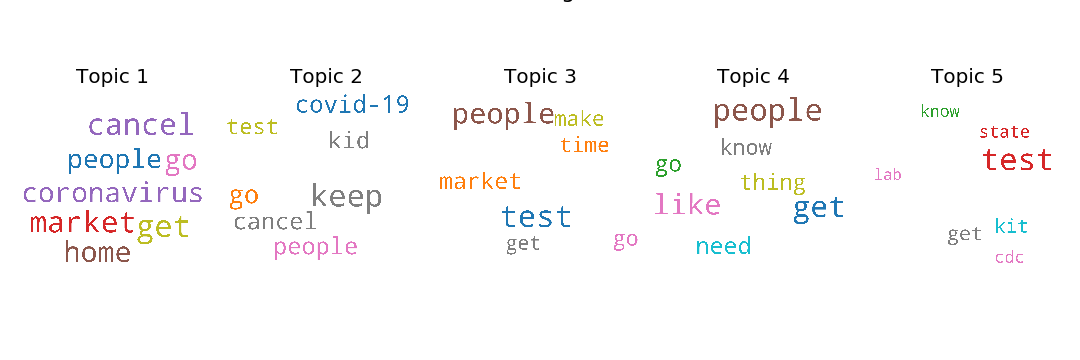 Topic 1
cancel
people go
coronavirus
market get
home
Topic 2
covid-19
test
kid
go keep
cancel
people
Topic 3
people make
time
market
test
get go
Topic 4
people
know
go
thing
like get
need
Topic 5
know
state
test
lab
kit
get
cdc